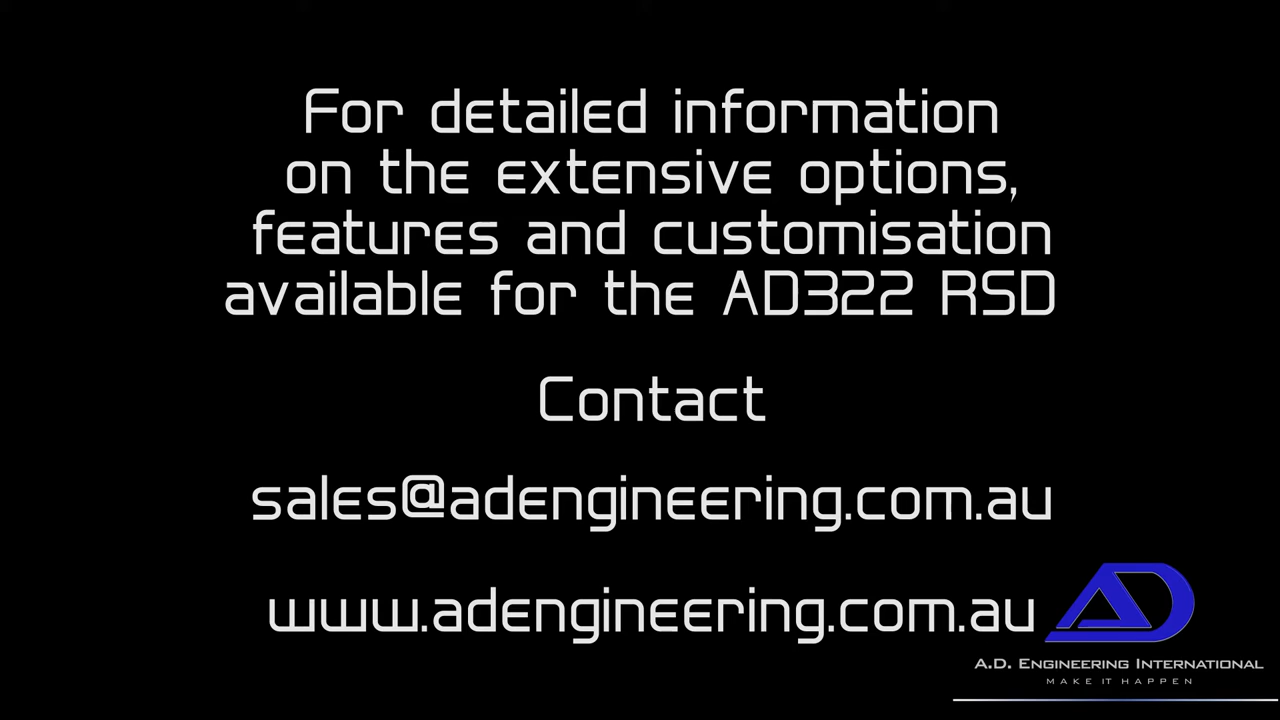 For detailed information
on the extensive options,
features and customisation
available for the AD322 RSD
Contact
sales@adengineering.com.au
www.adengineering.com.au
AD
A.D. ENGINEERING INTERNATIONAL
MAKE IT HAPPEN